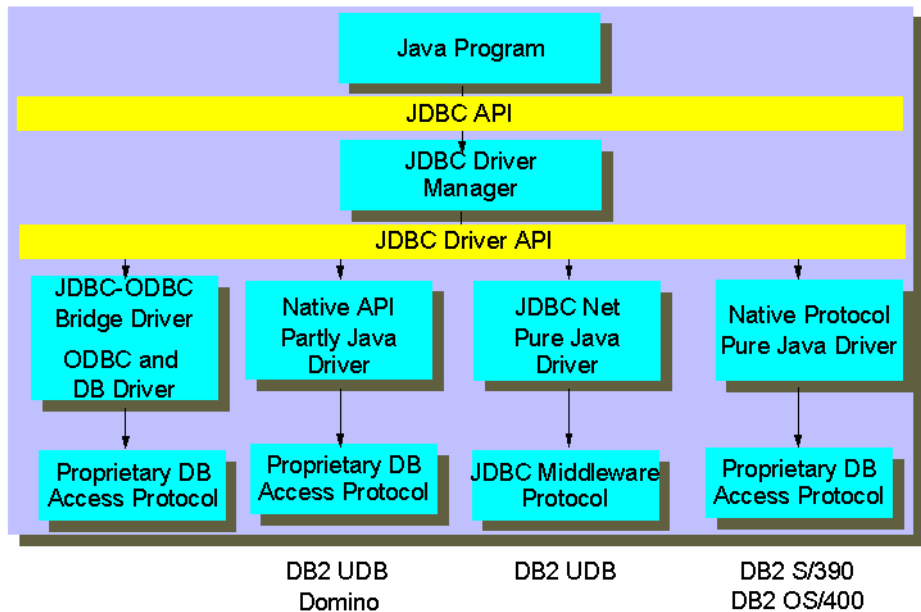 Java Program
JDBC API
JDBC Driver
Manager
JDBC Driver API
JDBC-ODBC
Bridge Driver
ODBC and
DB Driver
Native API
Partly Java
Driver
JDBC Net
Pure Java
Driver
Native Protocol
Pure Java Driver
Proprietary DB
Access Protocol
Proprietary DB
Access Protocol
JDBC Middleware
Protocol
Proprietary DB
Access Protocol
DB2 UDB
Domino
DB2 UDB
DB2 S/390
DB2 OS/400